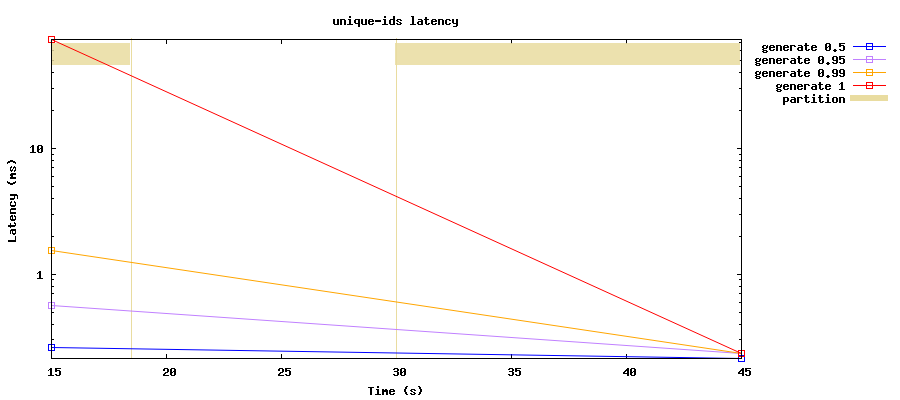 unique-ids latency
generate 0.5
generate 0.95
generate 0.99
generate 1
partition
10
1
Latency (ms)
15 20 25 30 35 40 45
Time (s)